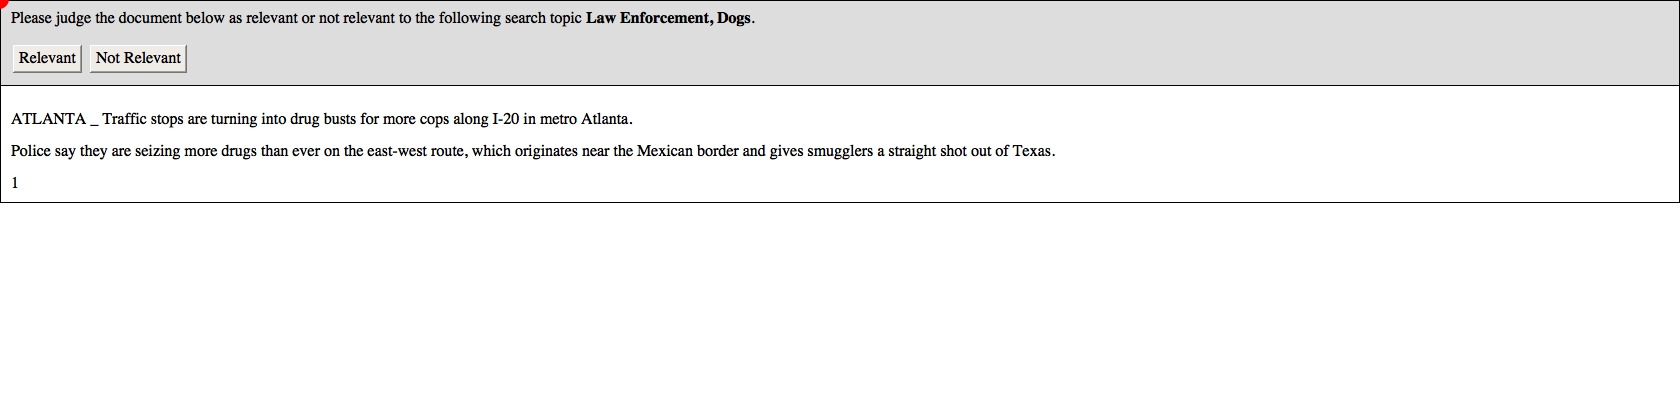 Please judge the document below as relevant or not relevant to the following search topic Law Enforcement, Dogs.
Relevant Not Relevant
ATLANTA _ Traffic stops are turning into drug busts for more cops along I-20 in metro Atlanta.
Police say they are seizing more drugs than ever on the east-west route, which originates near the Mexican border and gives smugglers a straight shot out of Texas.
1